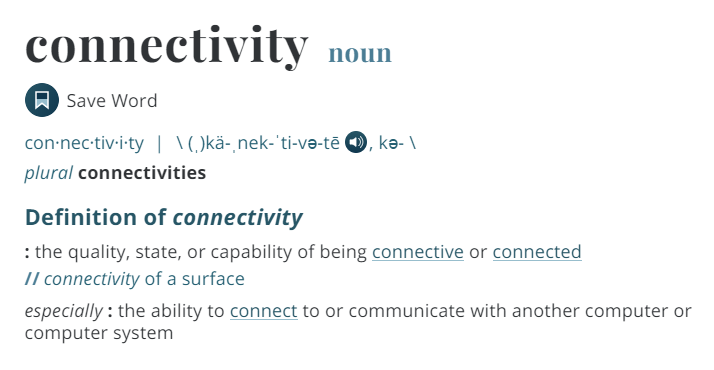 connectivity noun
Save Word
con·nec·tiv·i·ty | \ (ˌ)kä-ˌnek-ˈti-və-tē , kə- \
plural connectivities
Definition of connectivity
: the quality, state, or capability of being connective or connected
// connectivity of a surface
especially : the ability to connect to or communicate with another computer or
computer system